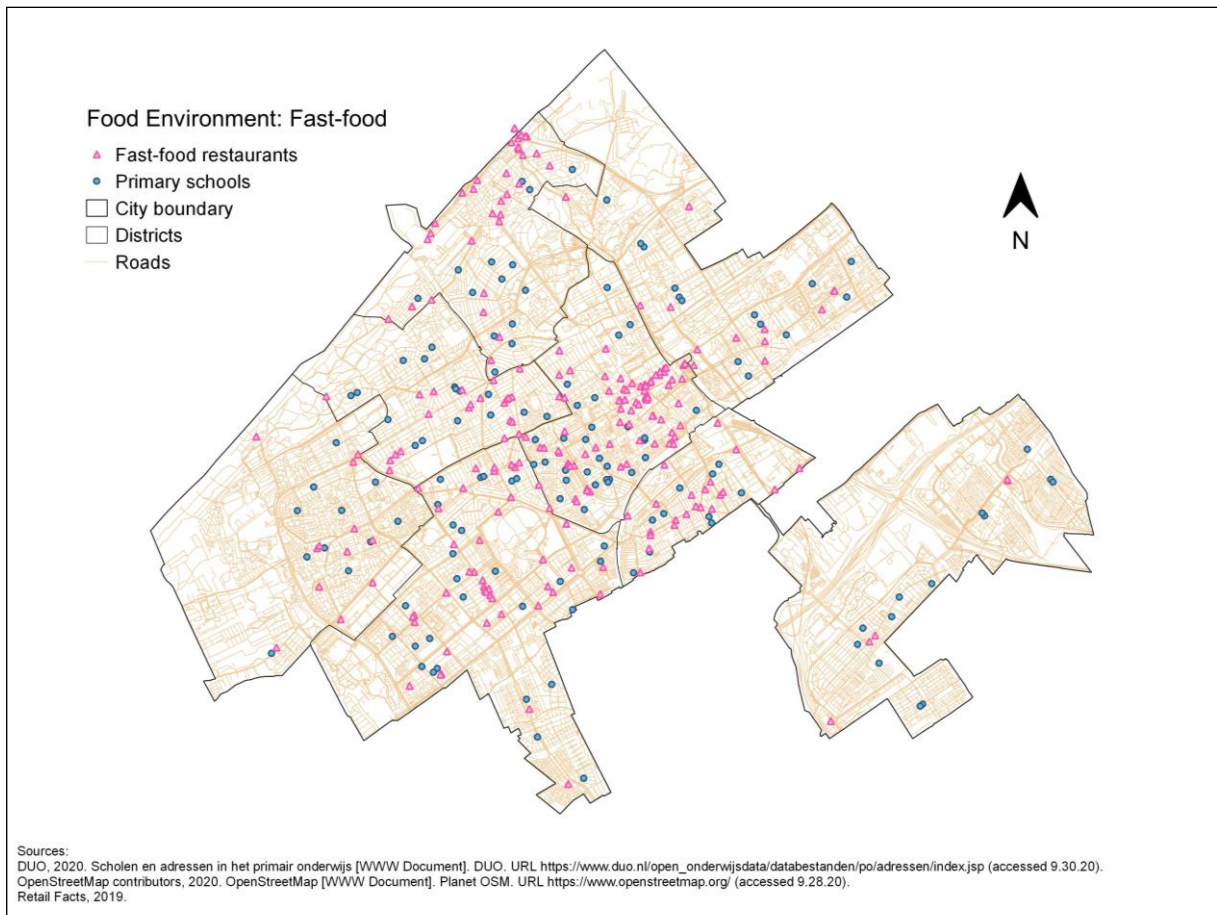 Food Environment: Fast-food
Fast-food restaurants
Primary schools
City boundary
Districts
Roads
N
Sources:
DUO, 2020. Scholen en adressen in het primair onderwijs [WWW Document]. DUO. URL https://www.duo.nl/open_onderwijsdata/databestanden/po/adressen/index.jsp (accessed 9.30.20).
OpenStreetMap contributors, 2020. OpenStreetMap [WWW Document]. Planet OSM. URL https://www.openstreetmap.org/ (accessed 9.28.20).
Retail Facts, 2019.